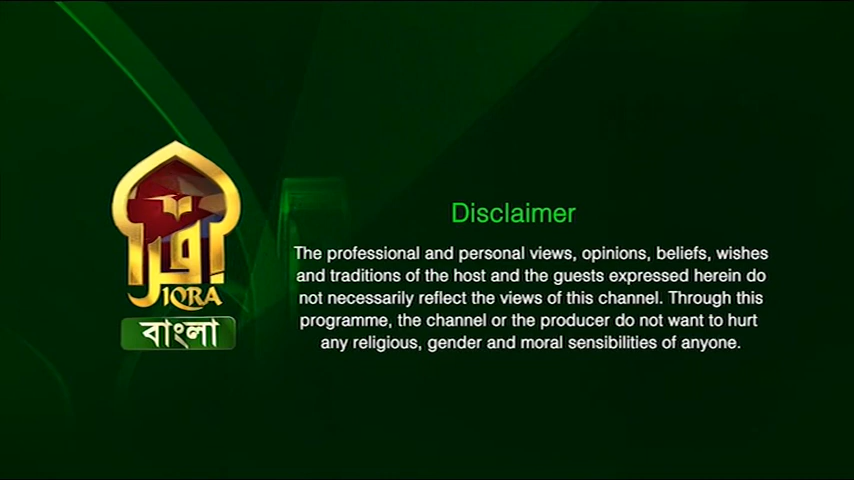 اقرأ
IQRA
বাংলা
Disclaimer
The professional and personal views, opinions, beliefs, wishes
and traditions of the host and the guests expressed herein do
not necessarily reflect the views of this channel. Through this
programme, the channel or the producer do not want to hurt
any religious, gender and moral sensibilities of anyone.